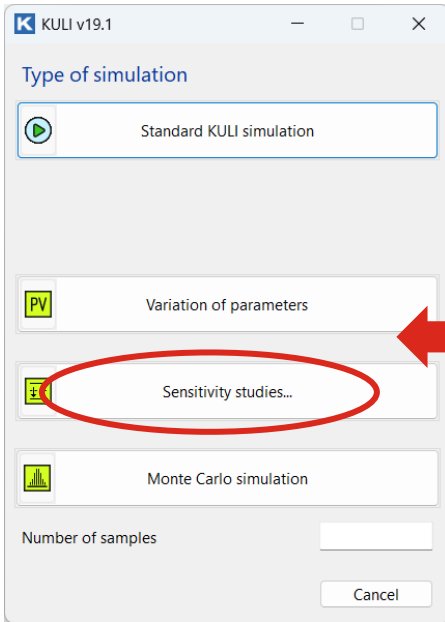 KULI v19.1
Type of simulation
Standard KULI simulation
PV
Variation of parameters
Sensitivity studies...
Monte Carlo simulation
Number of samples
Cancel